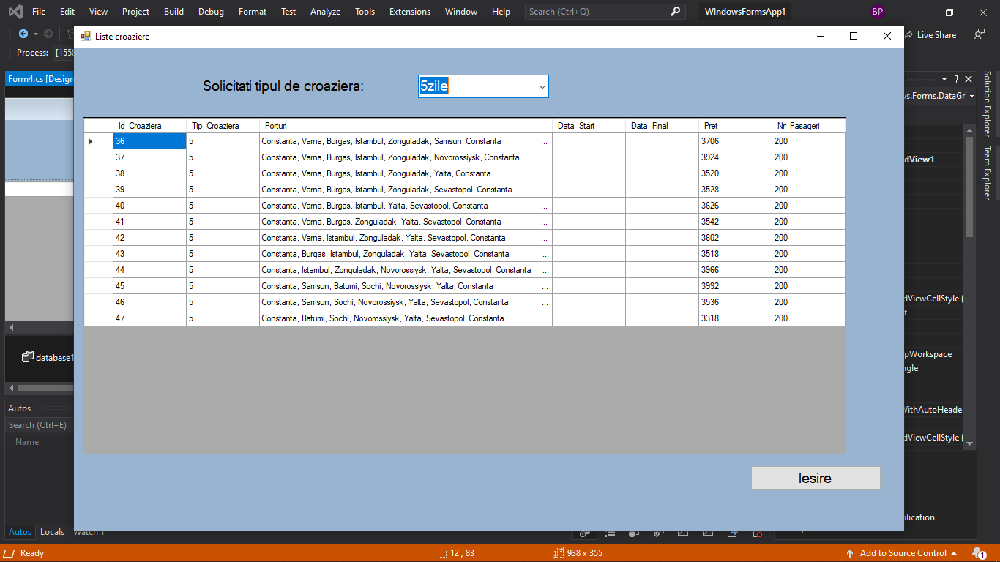 File Edit View Project Build Debug Format Test Analyze Tools Extensions Window Help Search (Ctrl+Q) WindowsFormsApp1 BP
Liste croaziere
Live Share
Process: [1558
Form4.cs [Design
Solicitati tipul de croaziera: 5zile
Solution Explorer
Team Explorer
vs.Forms.DataGr
Id_Croaziera Tip_Croaziera Porturi Data_Start Data_Final Pret Nr_Pasageri
36 5 Constanta, Varna, Burgas, Istambul, Zonguladak, Samsun, Constanta ... 3706 200
37 5 Constanta, Varna, Burgas, Istambul, Zonguladak, Novorossiysk, Constanta ... 3924 200
dView1
38 5 Constanta, Varna, Burgas, Istambul, Zonguladak, Yalta, Constanta ... 3520 200
39 5 Constanta, Varna, Burgas, Istambul, Zonguladak, Sevastopol, Constanta ... 3528 200
40 5 Constanta, Varna, Burgas, Istambul, Yalta, Sevastopol, Constanta ... 3626 200
41 5 Constanta, Varna, Burgas, Zonguladak, Yalta, Sevastopol, Constanta ... 3542 200
42 5 Constanta, Varna, Istambul, Zonguladak, Yalta, Sevastopol, Constanta ... 3602 200
43 5 Constanta, Burgas, Istambul, Zonguladak, Yalta, Sevastopol, Constanta ... 3518 200
44 5 Constanta, Istambul, Zonguladak, Novorossiysk, Yalta, Sevastopol, Constanta ... 3966 200
45 5 Constanta, Samsun, Batumi, Sochi, Novorossiysk, Yalta, Constanta ... 3992 200
46 5 Constanta, Samsun, Sochi, Novorossiysk, Yalta, Sevastopol, Constanta ... 3536 200
dViewCellStyle {
47 5 Constanta, Batumi, Sochi, Novorossiysk, Yalta, Sevastopol, Constanta ... 3318 200
database1
pWorkspace
ngle
Autos
WithAutoHeader
Search (Ctrl+E)
Name
dViewCellStyle {
Iesire
plication
Autos Locals Watch 1
Ready 12 , 83 938 x 355 Add to Source Control 1